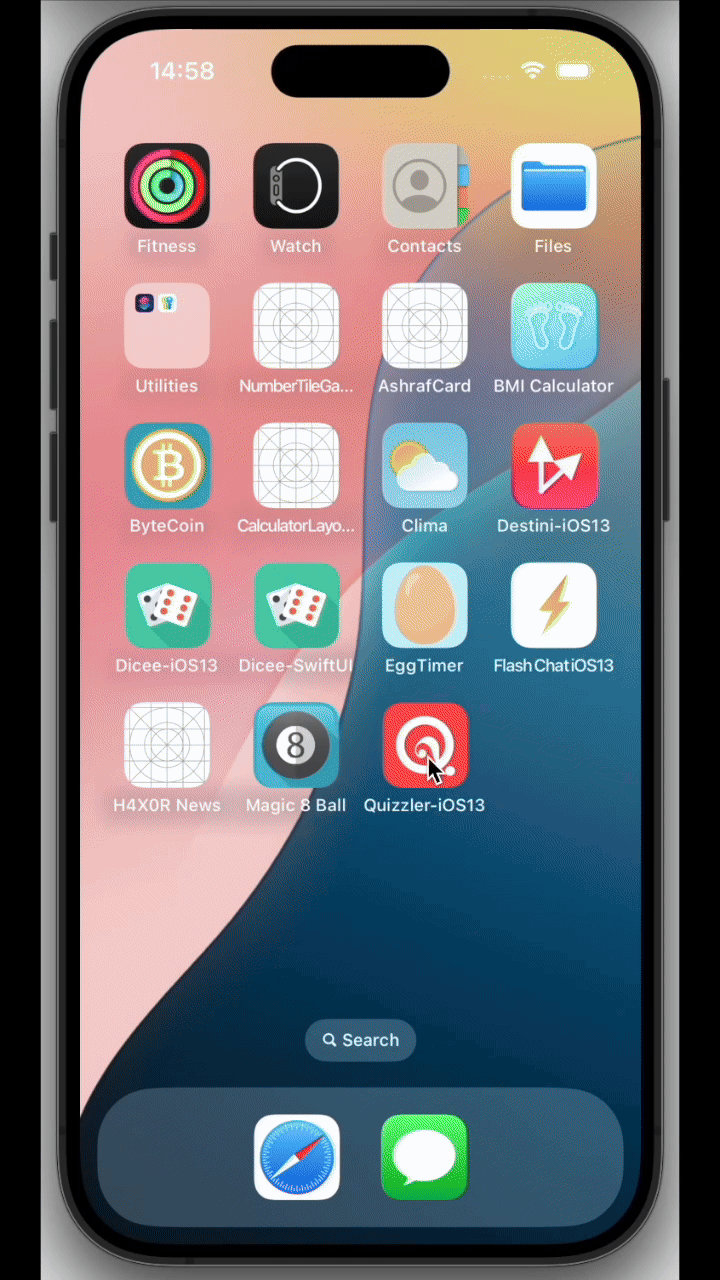 14:58
Fitness
Watch
Contacts
Files
Utilities
NumberTileGa...
AshrafCard
BMI Calculator
ByteCoin
CalculatorLayo...
Clima
Destini-iOS13
Dicee-iOS13
Dicee-SwiftUI
EggTimer
FlashChatiOS13
8
H4X0R News
Magic 8 Ball
Quizzler-iOS13
Search